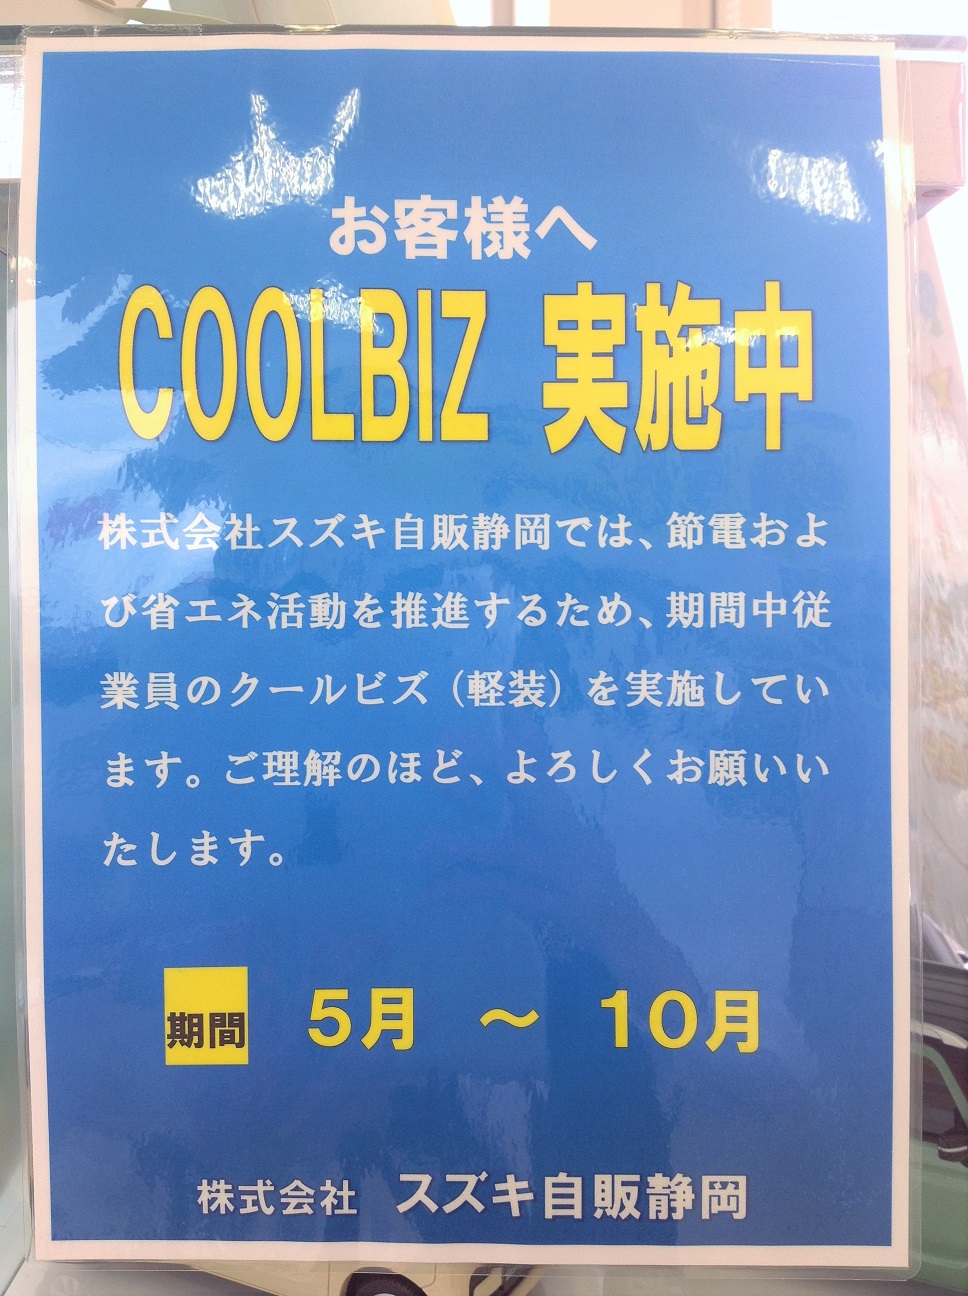 お客様へ
COOLBIZ 実施中
株式会社スズキ自販静岡では、節電およ
び省エネ活動を推進するため、期間中従
業員のクールビズ（軽装）を実施してい
ます。ご理解のほど、よろしくお願いい
たします。
期間 5月 ～ 10月
株式会社 スズキ自販静岡